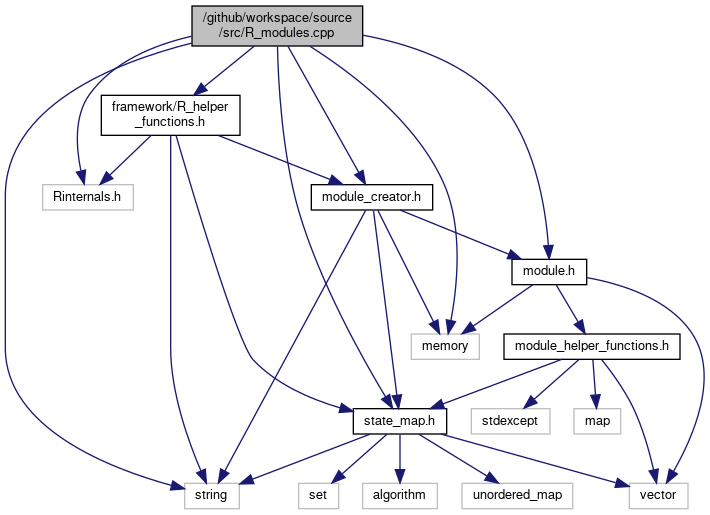 /github/workspace/source
/src/R_modules.cpp
framework/R_helper
_functions.h
Rinternals.h
module_creator.h
module.h
memory
module_helper_functions.h
state_map.h
stdexcept
map
string
set
algorithm
unordered_map
vector